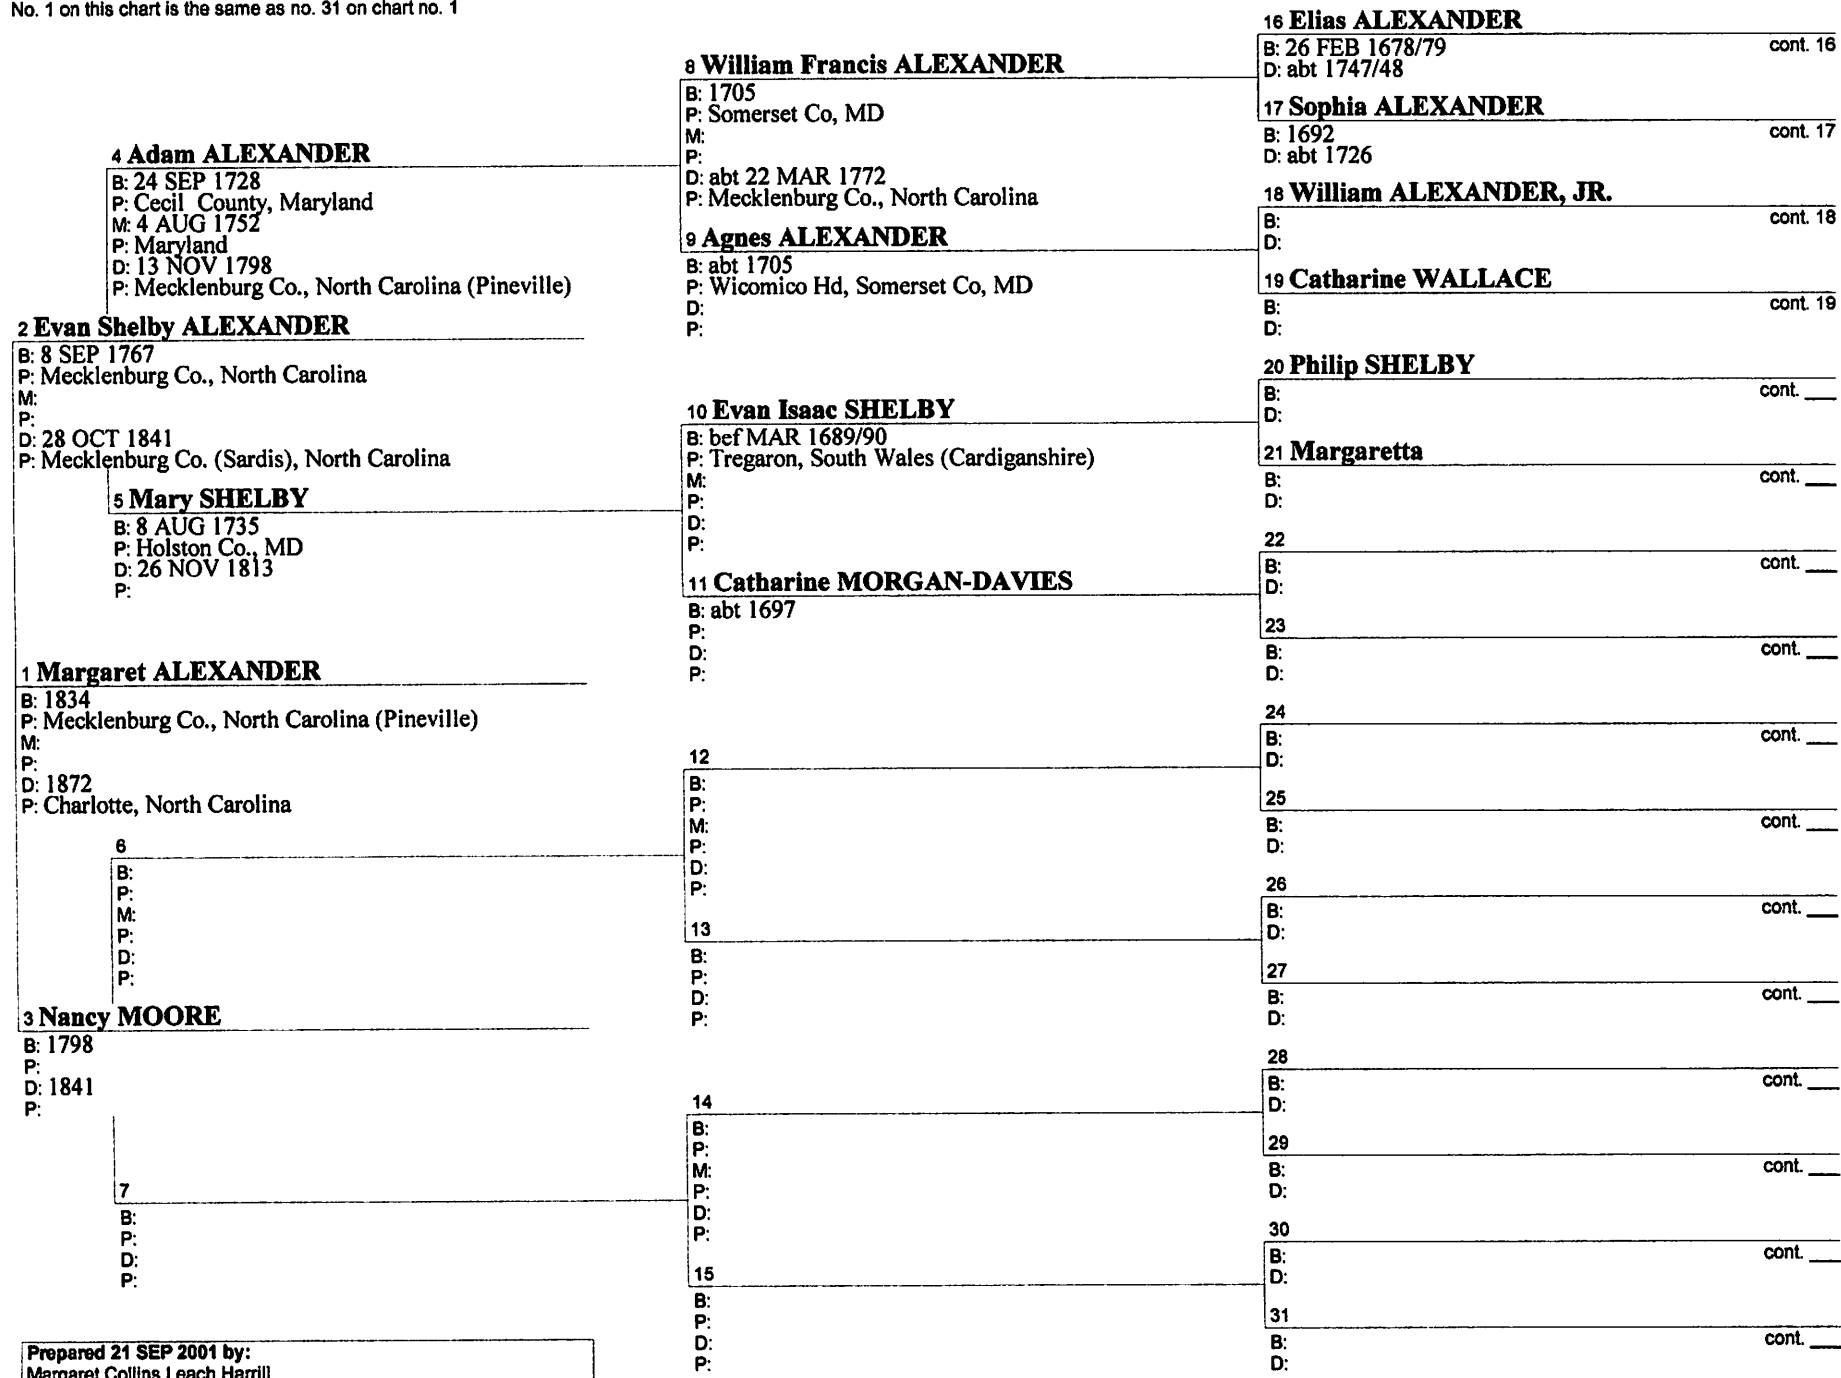 No. 1 on this chart is the same as no. 31 on chart no. 1
4 Adam ALEXANDER
B: 24 SEP 1728
P: Cecil County, Maryland
M: 4 AUG 1752
P: Maryland
D: 13 NOV 1798
P: Mecklenburg Co., North Carolina (Pineville)
2 Evan Shelby ALEXANDER
B: 8 SEP 1767
P: Mecklenburg Co., North Carolina
M:
P:
D: 28 OCT 1841
P: Mecklenburg Co. (Sardis), North Carolina
5 Mary SHELBY
B: 8 AUG 1735
P: Holston Co., MD
D: 26 NOV 1813
P:
1 Margaret ALEXANDER
B: 1834
P: Mecklenburg Co., North Carolina (Pineville)
M:
P:
D: 1872
P: Charlotte, North Carolina
6
B:
P:
M:
P:
D:
P:
3 Nancy MOORE
B: 1798
P:
D: 1841
P:
7
B:
P:
D:
P:
Prepared 21 SEP 2001 by:
Margaret Collins Leach Harrill
8 William Francis ALEXANDER
B: 1705
P: Somerset Co, MD
M:
P:
D: abt 22 MAR 1772
P: Mecklenburg Co., North Carolina
9 Agnes ALEXANDER
B: abt 1705
P: Wicomico Hd, Somerset Co, MD
D:
P:
10 Evan Isaac SHELBY
B: bef MAR 1689/90
P: Tregaron, South Wales (Cardiganshire)
M:
P:
D:
P:
11 Catharine MORGAN-DAVIES
B: abt 1697
P:
D:
P:
12
B:
P:
M:
P:
D:
P:
13
B:
P:
D:
P:
14
B:
P:
M:
P:
D:
P:
15
B:
P:
D:
P:
16 Elias ALEXANDER
B: 26 FEB 1678/79 cont. 16
D: abt 1747/48
17 Sophia ALEXANDER
B: 1692 cont. 17
D: abt 1726
18 William ALEXANDER, JR.
B: cont. 18
D:
19 Catharine WALLACE
B: cont. 19
D:
20 Philip SHELBY
B: cont. ___
D:
21 Margaretta
B: cont. ___
D:
22
B: cont. ___
D:
23
B: cont. ___
D:
24
B: cont. ___
D:
25
B: cont. ___
D:
26
B: cont. ___
D:
27
B: cont. ___
D:
28
B: cont. ___
D:
29
B: cont. ___
D:
30
B: cont. ___
D:
31
B: cont. ___
D: